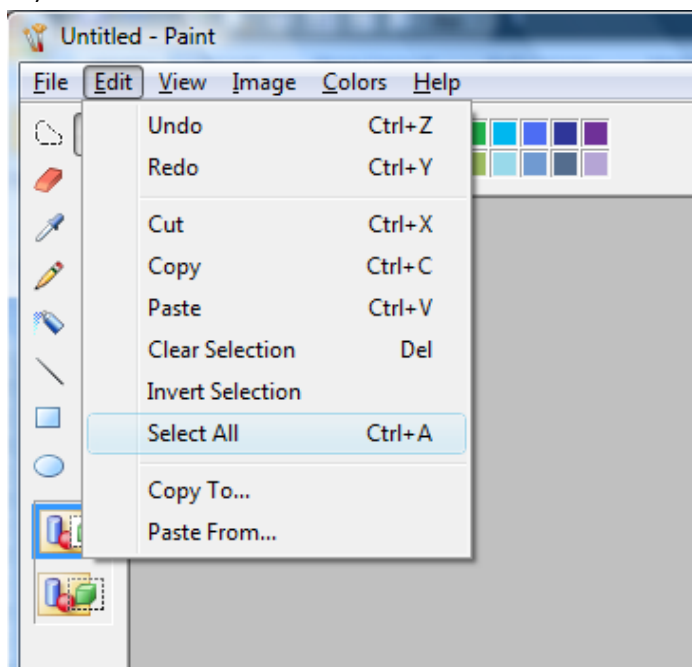 Untitled - Paint
File Edit View Image Colors Help
Undo Ctrl+Z
Redo Ctrl+Y
Cut Ctrl+X
Copy Ctrl+C
Paste Ctrl+V
Clear Selection Del
Invert Selection
Select All Ctrl+A
Copy To...
Paste From...